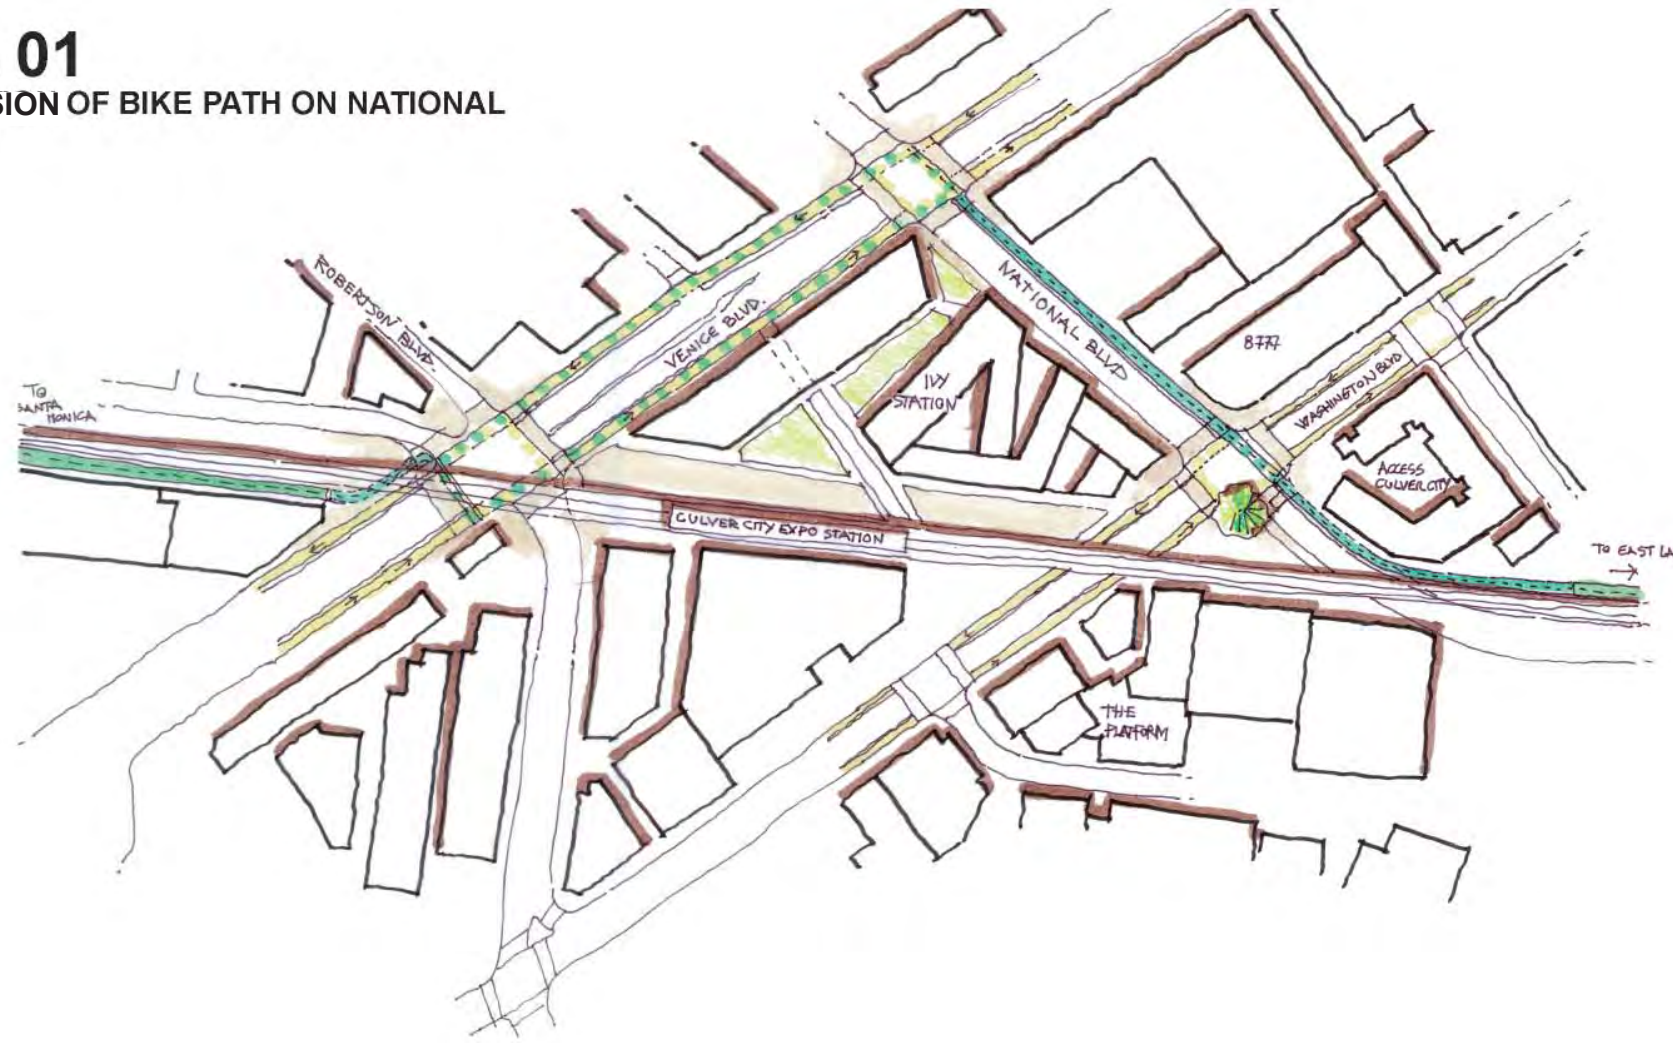 01
SION OF BIKE PATH ON NATIONAL
ROBERTSON BLVD
VENICE BLVD.
NATIONAL BLVD
8777
IVY
STATION
WASHINGTON BLVD
TO
SANTA
MONICA
ACCESS
CULVER CITY
CULVER CITY EXPO STATION
TO EAST LA
THE
PLATFORM